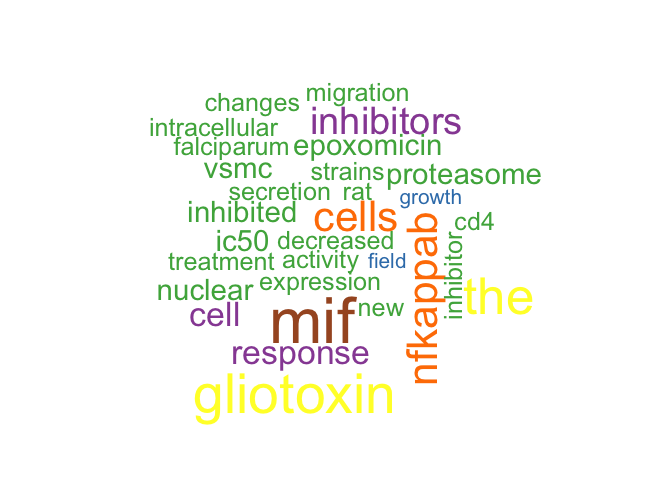 migration
changes
inhibitors
intracellular
falciparum epoxomicin
vsmc strains proteasome
secretion rat growth
inhibited cells cd4
ic50 decreased
treatment activity field
nuclear expression
inhibitor
nfkappab
the
cell mif new
response
gliotoxin